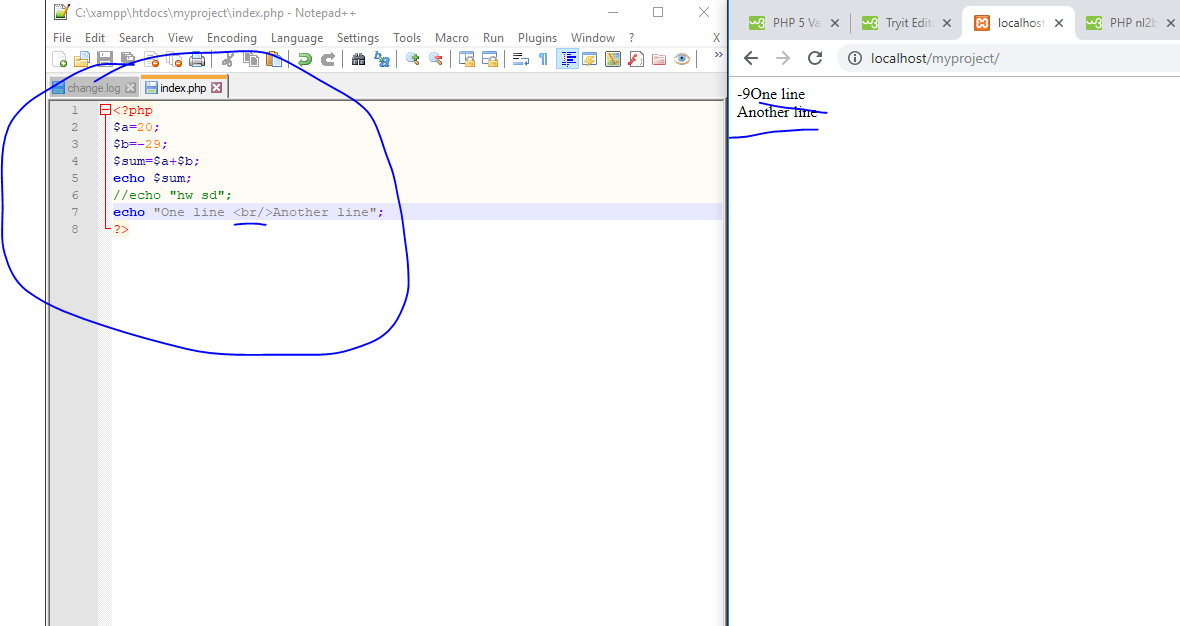 C:\xampp\htdocs\myproject\index.php - Notepad++
File Edit Search View Encoding Language Settings Tools Macro Run Plugins Window ? X
change.log index.php
1 <?php
2 $a=20;
3 $b=-29;
4 $sum=$a+$b;
5 echo $sum;
6 //echo "hw sd";
7 echo "One line <br/>Another line";
8 ?>
PHP 5 Va Tryit Edit localhost PHP nl2b
localhost/myproject/
-9One line
Another line